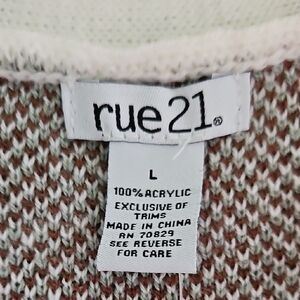 rue21®
L
100% ACRYLIC
EXCLUSIVE OF
TRIMS
MADE IN CHINA
RN 70829
SEE REVERSE
FOR CARE